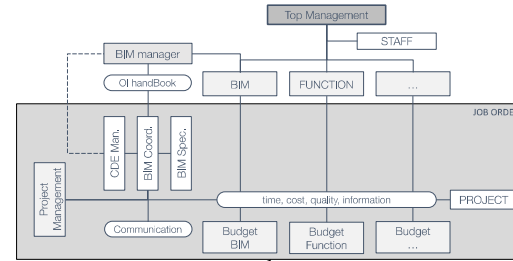 Top Management
STAFF
BIM manager
OI handBook
BIM
FUNCTION
...
JOB ORDE
CDE Man.
BIM Coord.
BIM Spec.
Project
Management
time, cost, quality, information
PROJECT
Communication
Budget
BIM
Budget
Function
Budget
...